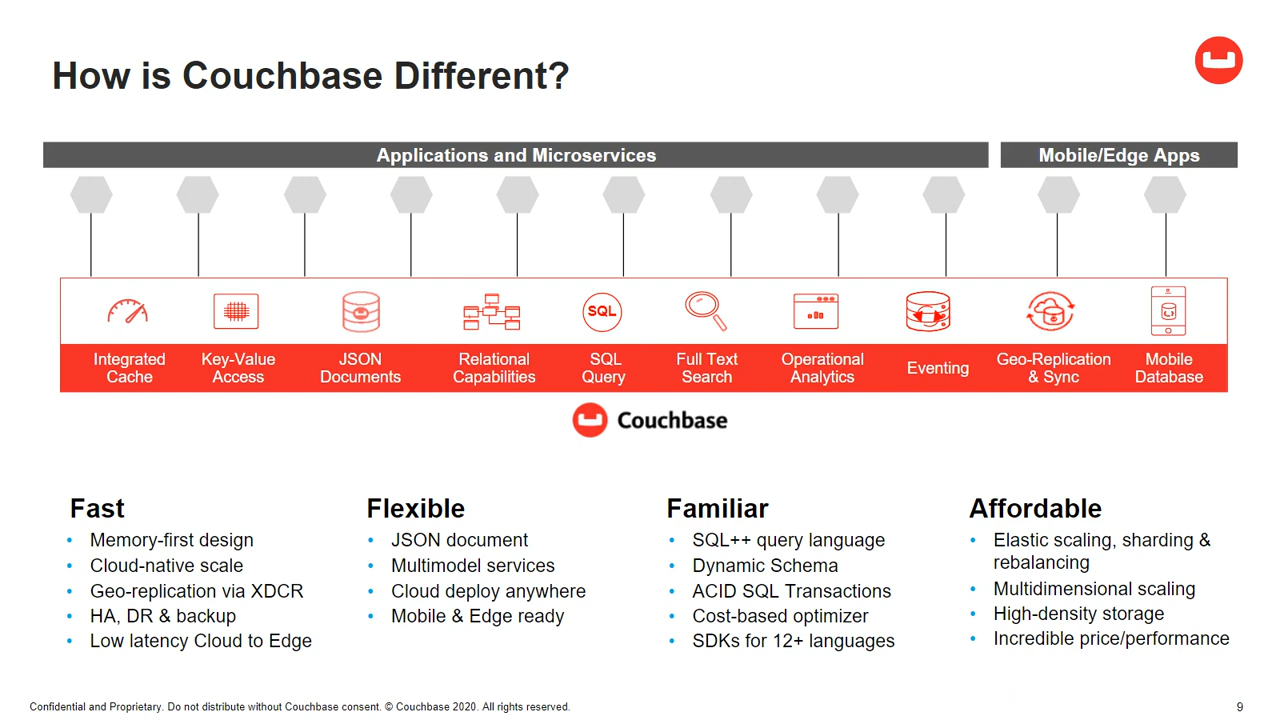 How is Couchbase Different?
Applications and Microservices
Mobile/Edge Apps
SQL
Integrated
Cache
Key-Value
Access
JSON
Documents
Relational
Capabilities
SQL
Query
Full Text
Search
Operational
Analytics
Eventing
Geo-Replication
& Sync
Mobile
Database
Couchbase
Fast
• Memory-first design
• Cloud-native scale
• Geo-replication via XDCR
• HA, DR & backup
• Low latency Cloud to Edge
Flexible
• JSON document
• Multimodel services
• Cloud deploy anywhere
• Mobile & Edge ready
Familiar
• SQL++ query language
• Dynamic Schema
• ACID SQL Transactions
• Cost-based optimizer
• SDKs for 12+ languages
Affordable
• Elastic scaling, sharding &
rebalancing
• Multidimensional scaling
• High-density storage
• Incredible price/performance
Confidential and Proprietary. Do not distribute without Couchbase consent. © Couchbase 2020. All rights reserved.
9